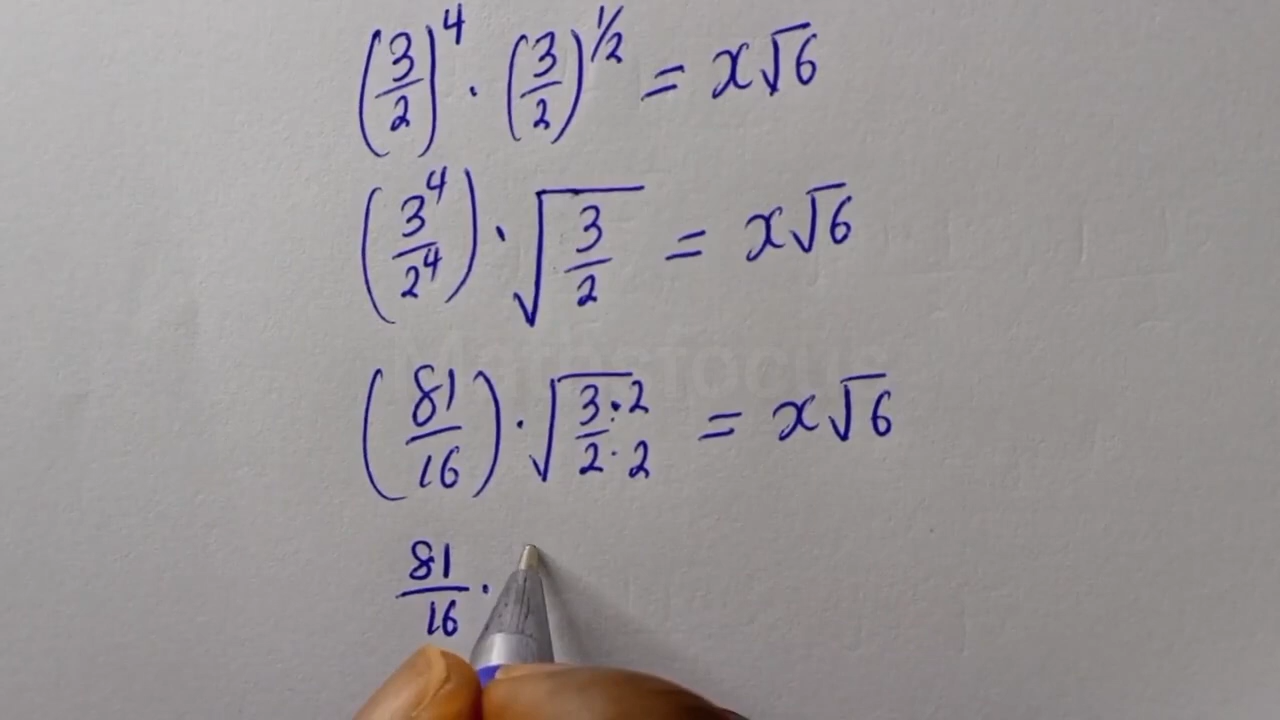 (3/2)^4 · (3/2)^1/2 = x√6
(3^4/2^4) · √(3/2) = x√6
(81/16) · √(3·2/2·2) = x√6
81/16 ·